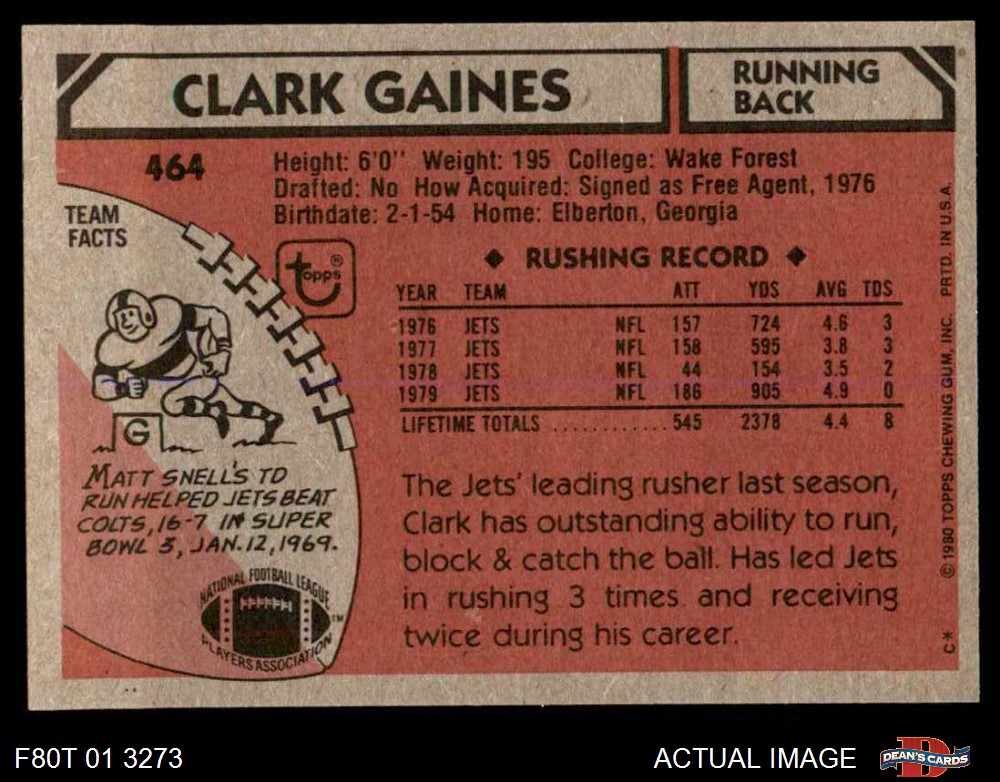 CLARK GAINES
RUNNING
BACK
464
Height: 6'0" Weight: 195 College: Wake Forest
Drafted: No How Acquired: Signed as Free Agent, 1976
Birthdate: 2-1-54 Home: Elberton, Georgia
TEAM
FACTS
topps®
G
MATT SNELL'S TD
RUN HELPED JETS BEAT
COLTS, 16-7 IN SUPER
BOWL 3, JAN. 12, 1969.
NATIONAL FOOTBALL LEAGUE
PLAYERS ASSOCIATION
™
◆ RUSHING RECORD ◆
YEAR TEAM ATT YDS AVG TDS
1976 JETS NFL 157 724 4.6 3
1977 JETS NFL 158 595 3.8 3
1978 JETS NFL 44 154 3.5 2
1979 JETS NFL 186 905 4.9 0
LIFETIME TOTALS ............ 545 2378 4.4 8
The Jets' leading rusher last season,
Clark has outstanding ability to run,
block & catch the ball. Has led Jets
in rushing 3 times and receiving
twice during his career.
C* © 1980 TOPPS CHEWING GUM, INC. PRTD. IN U.S.A.
F80T 01 3273
ACTUAL IMAGE
D
DEAN'S CARDS